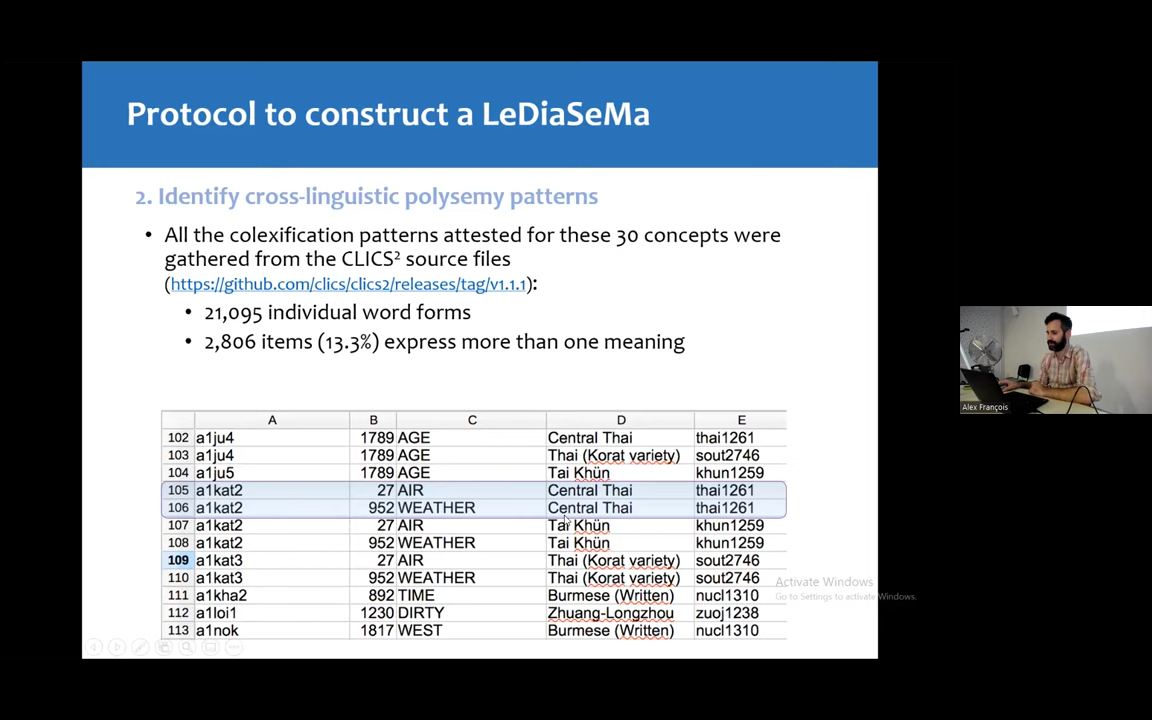 Protocol to construct a LeDiaSeMa
2. Identify cross-linguistic polysemy patterns
• All the colexification patterns attested for these 30 concepts were
gathered from the CLICS² source files
(https://github.com/clics/clics2/releases/tag/v1.1.1):
• 21,095 individual word forms
• 2,806 items (13.3%) express more than one meaning
A B C D E
102 a1ju4 1789 AGE Central Thai thai1261
103 a1ju4 1789 AGE Thai (Korat variety) sout2746
104 a1ju5 1789 AGE Tai Khün khun1259
105 a1kat2 27 AIR Central Thai thai1261
106 a1kat2 952 WEATHER Central Thai thai1261
107 a1kat2 27 AIR Tai Khün khun1259
108 a1kat2 952 WEATHER Tai Khün khun1259
109 a1kat3 27 AIR Thai (Korat variety) sout2746
110 a1kat3 952 WEATHER Thai (Korat variety) sout2746
111 a1kha2 892 TIME Burmese (Written) nucl1310
112 a1loi1 1230 DIRTY Zhuang-Longzhou zuoj1238
113 a1nok 1817 WEST Burmese (Written) nucl1310
Activate Windows
Go to Settings to activate Windows.
Alex François